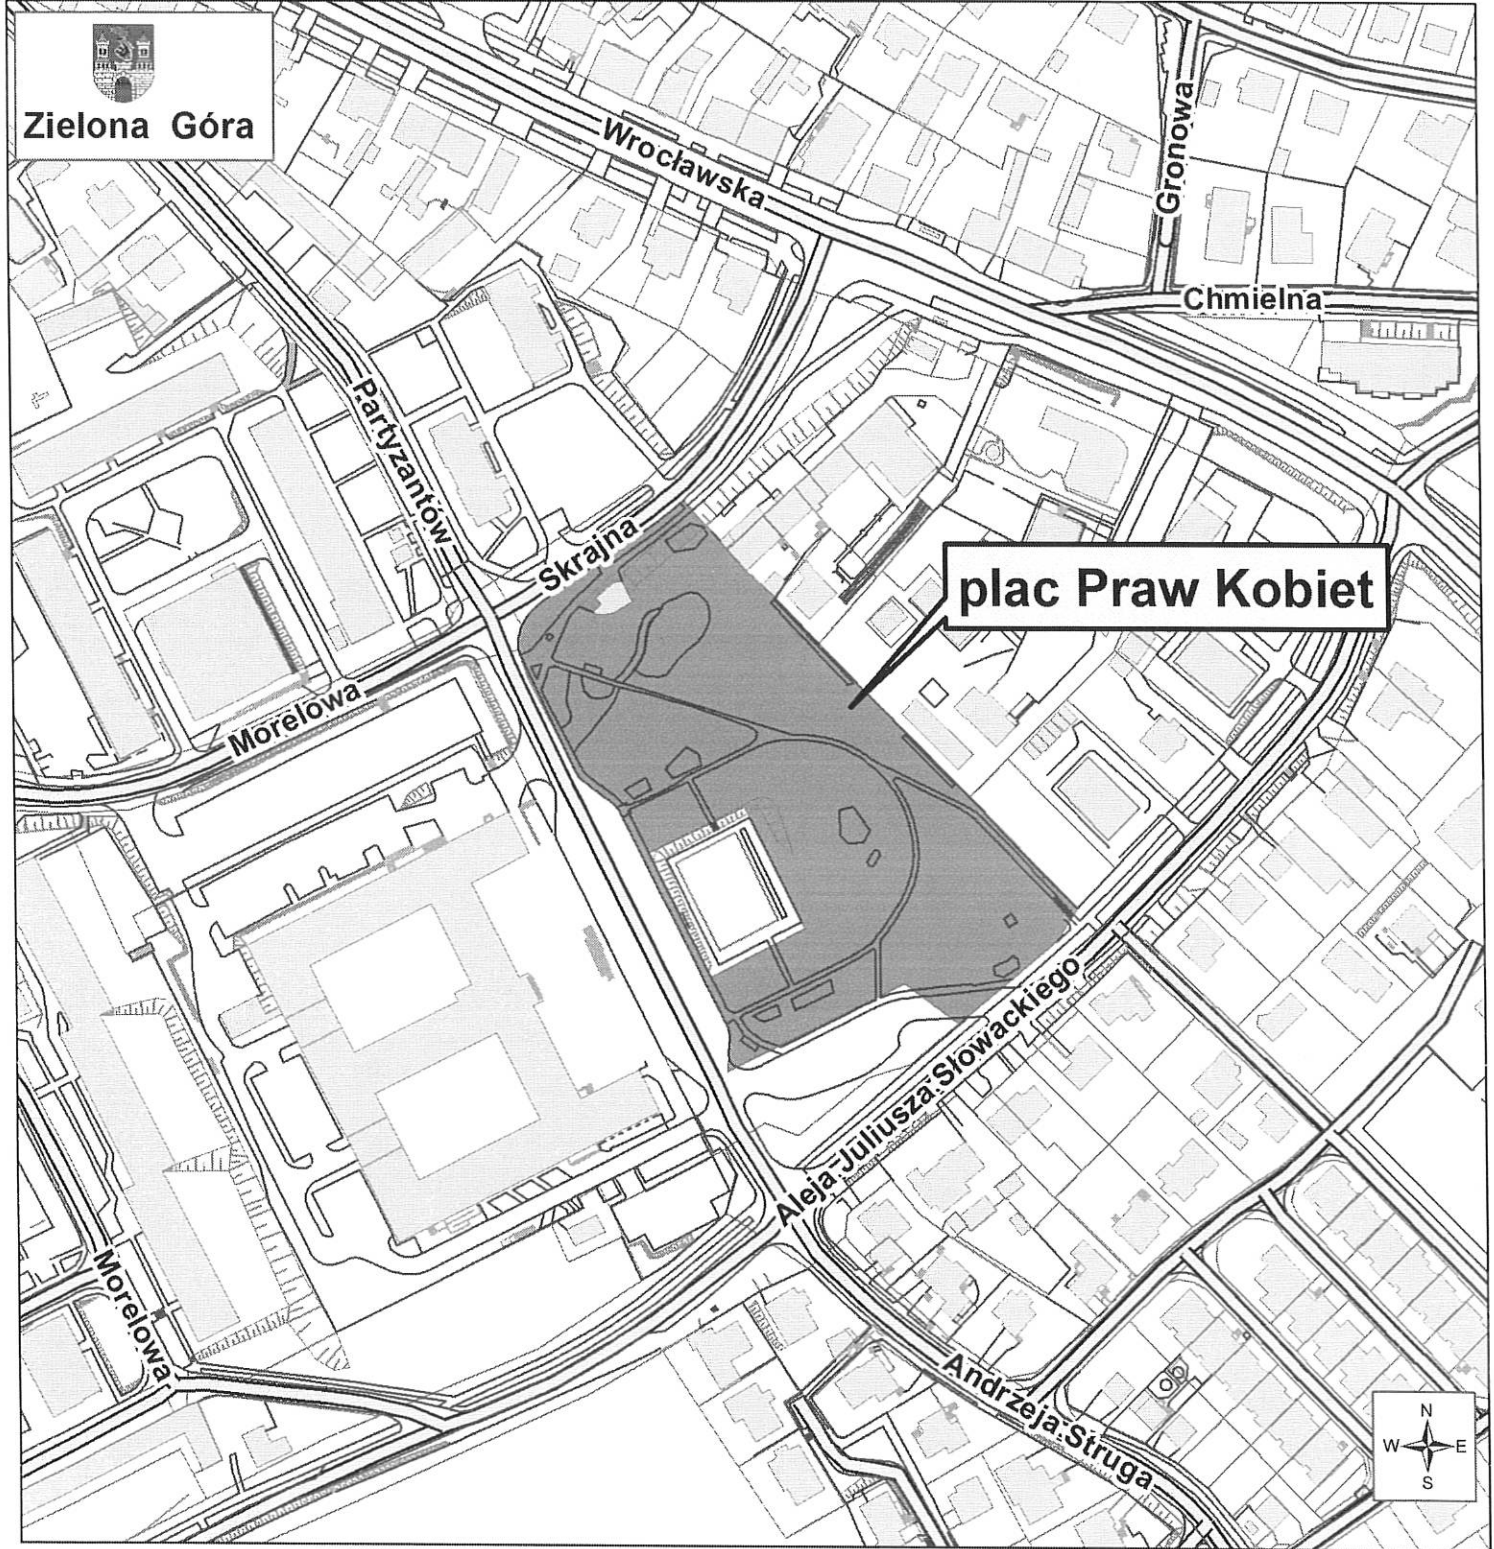 Zielona Góra
Wrocławska
Gronowa
Chmielna
Partyzantów
Skrajna
plac Praw Kobiet
Morelowa
Aleja Juliusza Słowackiego
Morelowa
Andrzeja Struga
N
W E
S